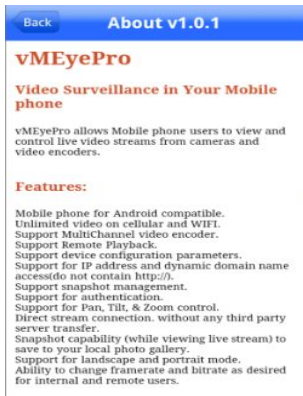 Back
About v1.0.1
vMEyePro
Video Surveillance in Your Mobile
phone
vMEyePro allows Mobile phone users to view and
control live video streams from cameras and
video encoders.
Features:
Mobile phone for Android compatible.
Unlimited video on cellular and WIFI.
Support MultiChannel video encoder.
Support Remote Playback.
Support device configuration parameters.
Support for IP address and dynamic domain name
access(do not contain http://).
Support snapshot management.
Support for authentication.
Support for Pan, Tilt, & Zoom control.
Direct stream connection. without any third party
server transfer.
Snapshot capability (while viewing live stream) to
save to your local photo gallery.
Support for landscape and portrait mode.
Ability to change framerate and bitrate as desired
for internal and remote users.